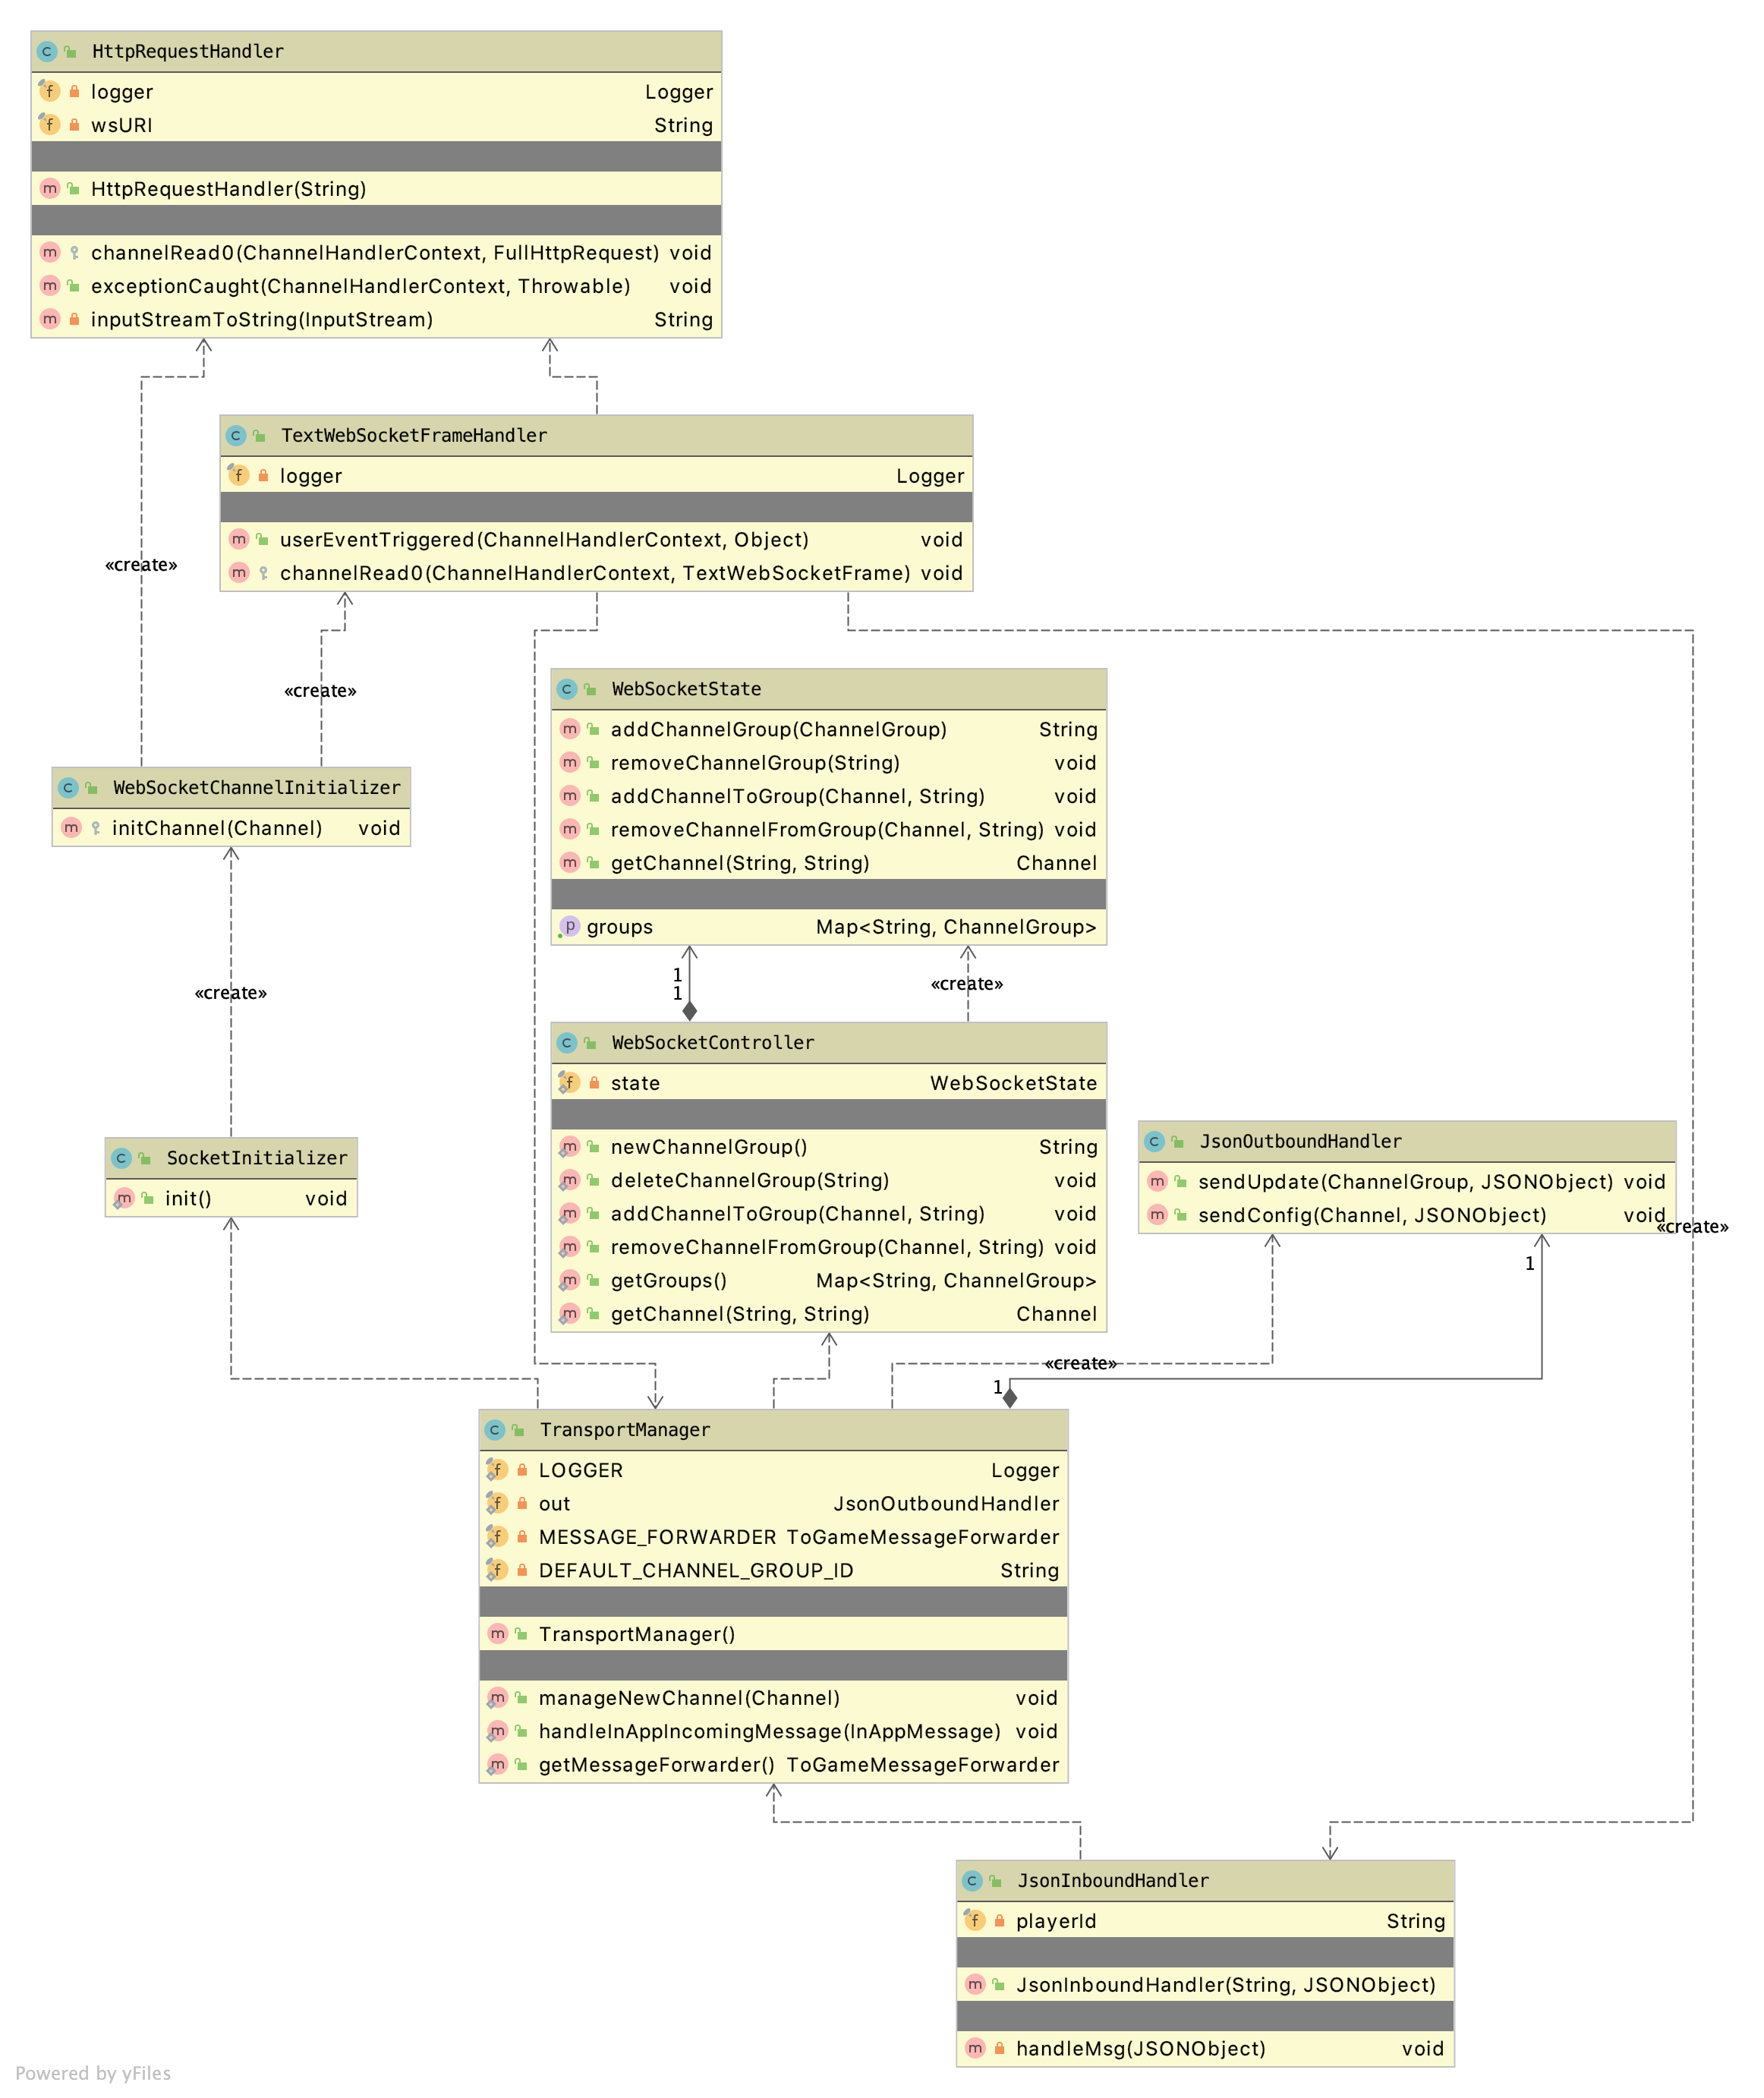 HttpRequestHandler
logger Logger
wsURI String
HttpRequestHandler(String)
channelRead0(ChannelHandlerContext, FullHttpRequest) void
exceptionCaught(ChannelHandlerContext, Throwable) void
inputStreamToString(InputStream) String
TextWebSocketFrameHandler
logger Logger
userEventTriggered(ChannelHandlerContext, Object) void
channelRead0(ChannelHandlerContext, TextWebSocketFrame) void
«create»
«create»
WebSocketState
addChannelGroup(ChannelGroup) String
removeChannelGroup(String) void
addChannelToGroup(Channel, String) void
removeChannelFromGroup(Channel, String) void
getChannel(String, String) Channel
groups Map<String, ChannelGroup>
WebSocketChannelInitializer
initChannel(Channel) void
«create»
1
1
«create»
WebSocketController
state WebSocketState
newChannelGroup() String
deleteChannelGroup(String) void
addChannelToGroup(Channel, String) void
removeChannelFromGroup(Channel, String) void
getGroups() Map<String, ChannelGroup>
getChannel(String, String) Channel
SocketInitializer
init() void
JsonOutboundHandler
sendUpdate(ChannelGroup, JSONObject) void
sendConfig(Channel, JSONObject) void
«create»
1
«create»
1
TransportManager
LOGGER Logger
out JsonOutboundHandler
MESSAGE_FORWARDER ToGameMessageForwarder
DEFAULT_CHANNEL_GROUP_ID String
TransportManager()
manageNewChannel(Channel) void
handleInAppIncomingMessage(InAppMessage) void
getMessageForwarder() ToGameMessageForwarder
JsonInboundHandler
playerId String
JsonInboundHandler(String, JSONObject)
handleMsg(JSONObject) void
Powered by yFiles